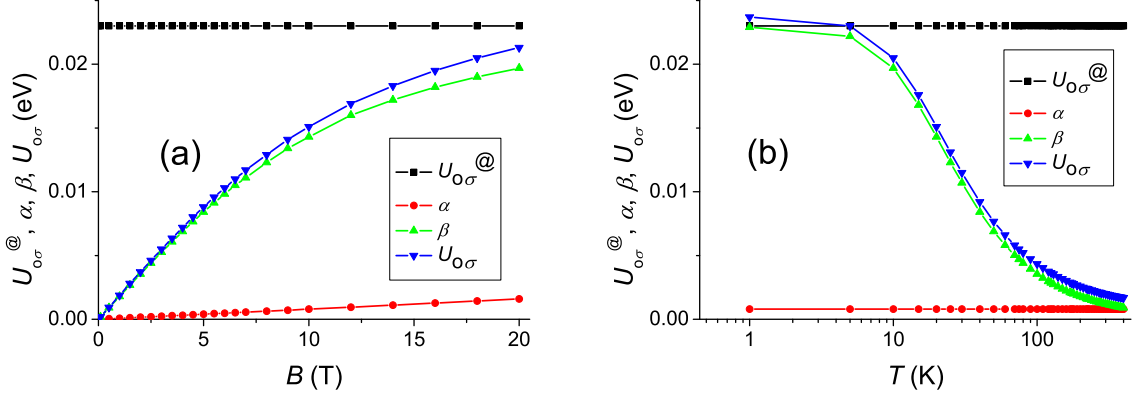 U_oσ^@, α, β, U_oσ (eV)
0.02
0.01
0.00
(a)
U_oσ^@
α
β
U_oσ
0 5 10 15 20
B (T)
U_oσ^@, α, β, U_oσ (eV)
0.02
0.01
0.00
(b)
U_oσ^@
α
β
U_oσ
1 10 100
T (K)